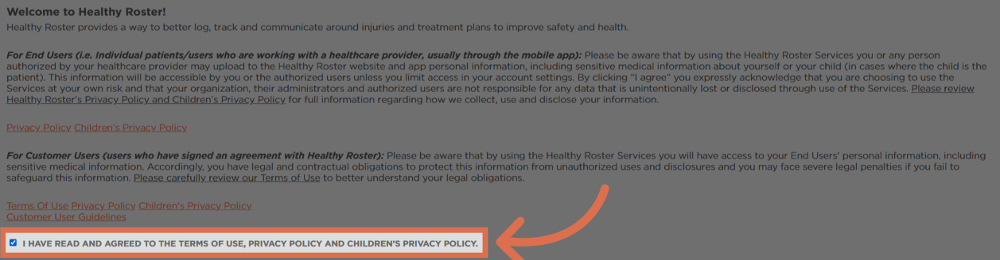 Welcome to Healthy Roster!
Healthy Roster provides a way to better log, track and communicate around injuries and treatment plans to improve safety and health.
For End Users (i.e. Individual patients/users who are working with a healthcare provider, usually through the mobile app): Please be aware that by using the Healthy Roster Services you or any person
authorized by your healthcare provider may upload to the Healthy Roster website and app personal information, including sensitive medical information about yourself or your child (in cases where the child is the
patient). This information will be accessible by you or the authorized users unless you limit access in your account settings. By clicking "I agree" you expressly acknowledge that you are choosing to use the
Services at your own risk and that your organization, their administrators and authorized users are not responsible for any data that is unintentionally lost or disclosed through use of the Services. Please review
Healthy Roster's Privacy Policy and Children's Privacy Policy for full information regarding how we collect, use and disclose your information.
Privacy Policy Children's Privacy Policy
For Customer Users (users who have signed an agreement with Healthy Roster): Please be aware that by using the Healthy Roster Services you will have access to your End Users' personal information, including
sensitive medical information. Accordingly, you have legal and contractual obligations to protect this information from unauthorized uses and disclosures and you may face severe legal penalties if you fail to
safeguard this information. Please carefully review our Terms of Use to better understand your legal obligations.
Terms Of Use Privacy Policy Children's Privacy Policy
Customer User Guidelines
I HAVE READ AND AGREED TO THE TERMS OF USE, PRIVACY POLICY AND CHILDREN'S PRIVACY POLICY.